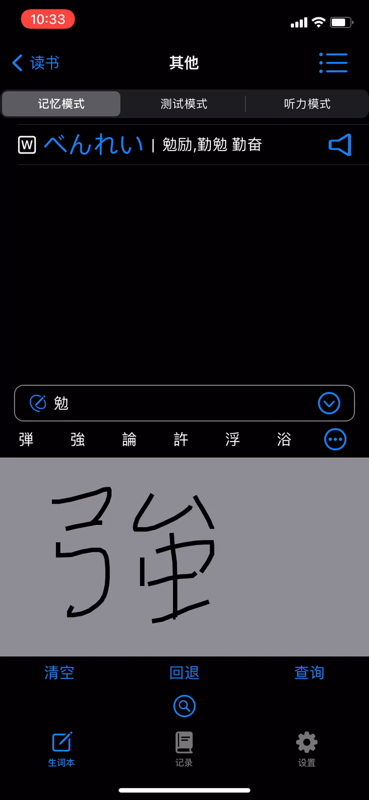 10:33
读书 其他
记忆模式 测试模式 听力模式
W べんれい | 勉励,勤勉 勤奋
勉
弾 強 論 許 浮 浴
強
清空 回退 查询
生词本 记录 设置